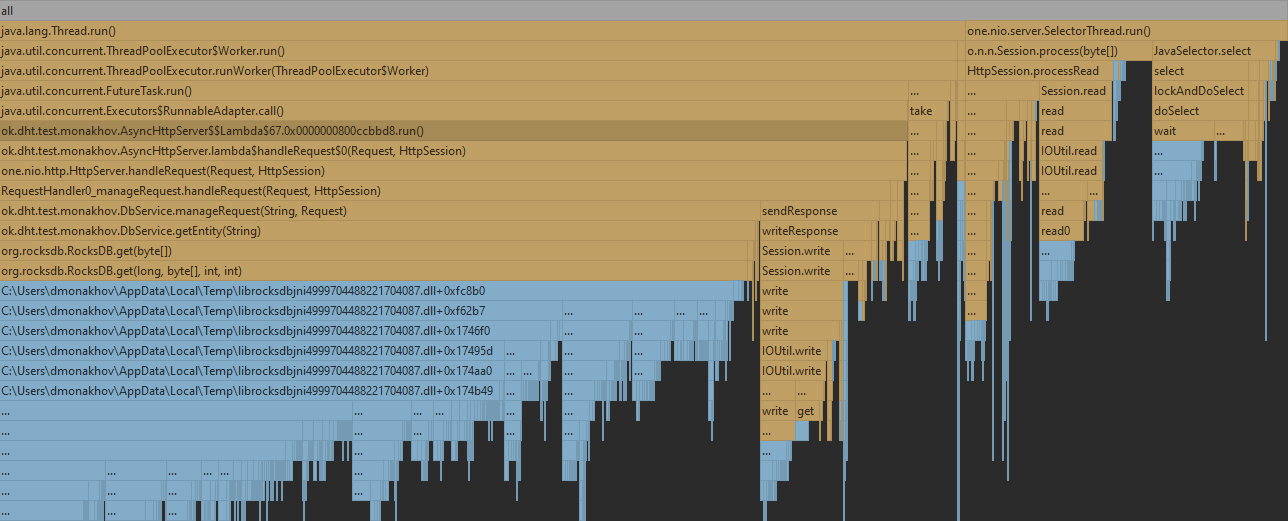 all
java.lang.Thread.run() one.nio.server.SelectorThread.run()
java.util.concurrent.ThreadPoolExecutor$Worker.run() o.n.n.Session.process(byte[]) JavaSelector.select
java.util.concurrent.ThreadPoolExecutor.runWorker(ThreadPoolExecutor$Worker) HttpSession.processRead select
java.util.concurrent.FutureTask.run() ... ... Session.read lockAndDoSelect
java.util.concurrent.Executors$RunnableAdapter.call() take ... read doSelect
ok.dht.test.monakhov.AsyncHttpServer$$Lambda$67.0x0000000800ccbbd8.run() ... ... read wait ...
ok.dht.test.monakhov.AsyncHttpServer.lambda$handleRequest$0(Request, HttpSession) ... ... IOUtil.read ...
one.nio.http.HttpServer.handleRequest(Request, HttpSession) ... ... IOUtil.read ...
RequestHandler0_manageRequest.handleRequest(Request, HttpSession) ... ... ... ... ...
ok.dht.test.monakhov.DbService.manageRequest(String, Request) sendResponse ... ... read ...
ok.dht.test.monakhov.DbService.getEntity(String) writeResponse ... ... read0
org.rocksdb.RocksDB.get(byte[]) Session.write ... ... ...
org.rocksdb.RocksDB.get(long, byte[], int, int) Session.write ... ...
C:\Users\dmonakhov\AppData\Local\Temp\librocksdbjni4999704488221704087.dll+0xfc8b0 write ...
C:\Users\dmonakhov\AppData\Local\Temp\librocksdbjni4999704488221704087.dll+0xf62b7 ... ... ... ... write ...
C:\Users\dmonakhov\AppData\Local\Temp\librocksdbjni4999704488221704087.dll+0x1746f0 ... ... write
C:\Users\dmonakhov\AppData\Local\Temp\librocksdbjni4999704488221704087.dll+0x17495d ... ... ... IOUtil.write
C:\Users\dmonakhov\AppData\Local\Temp\librocksdbjni4999704488221704087.dll+0x174aa0 ... ... ... ... IOUtil.write
C:\Users\dmonakhov\AppData\Local\Temp\librocksdbjni4999704488221704087.dll+0x174b49 ... ... ... ... ...
... ... ... ... ... ... write get
... ... ... ... ... ...
... ... ...
... ... ... ... ... ... ...
... ... ... ... ...
... ... ... ...